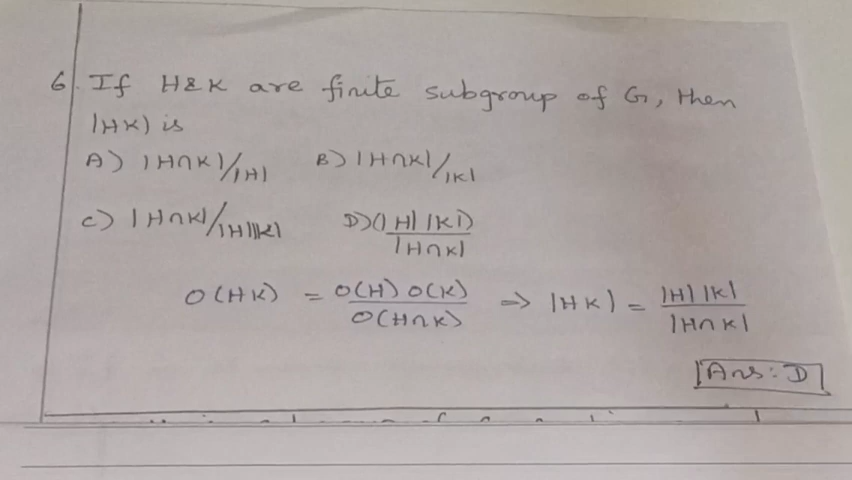 6. If H & K are finite subgroup of G, then
|HK| is
A) |H∩K|/|H| B) |H∩K|/|K|
C) |H∩K|/|H||K| D) (|H| |K|)/|H∩K|
O(HK) = O(H) O(K)/O(H∩K) ⇒ |HK| = |H| |K|/|H∩K|
Ans: D